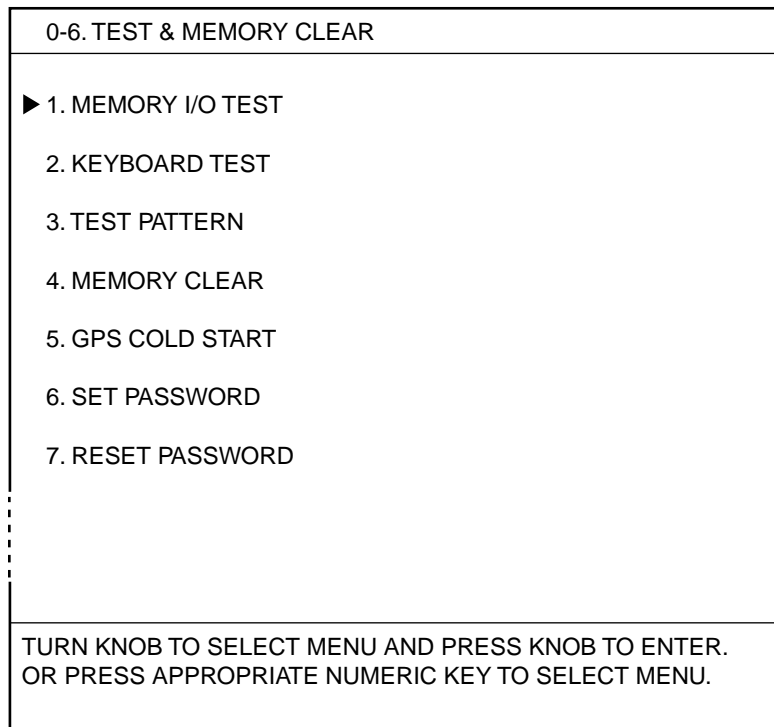 0-6. TEST & MEMORY CLEAR
▶ 1. MEMORY I/O TEST
2. KEYBOARD TEST
3. TEST PATTERN
4. MEMORY CLEAR
5. GPS COLD START
6. SET PASSWORD
7. RESET PASSWORD
TURN KNOB TO SELECT MENU AND PRESS KNOB TO ENTER.
OR PRESS APPROPRIATE NUMERIC KEY TO SELECT MENU.